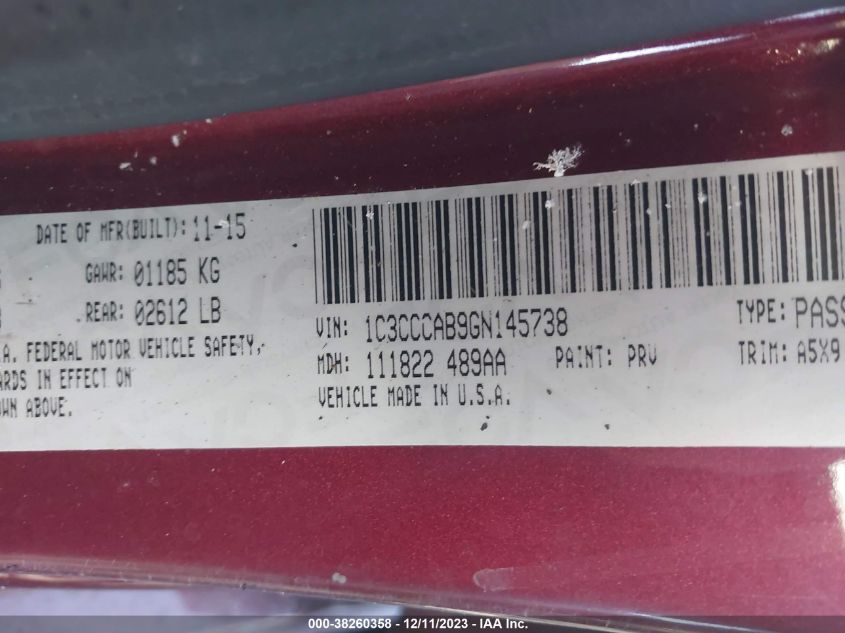 DATE OF MFR(BUILT): 11-15
GAWR: 01185 KG
REAR: 02612 LB
.A. FEDERAL MOTOR VEHICLE SAFETY,
ARDS IN EFFECT ON
OWN ABOVE.
VIN: 1C3CCCAB9GN145738
TYPE: PASS
MDH: 111822 489AA
PAINT: PRV
TRIM: A5X9
VEHICLE MADE IN U.S.A.
000-38260358 - 12/11/2023 - IAA Inc.